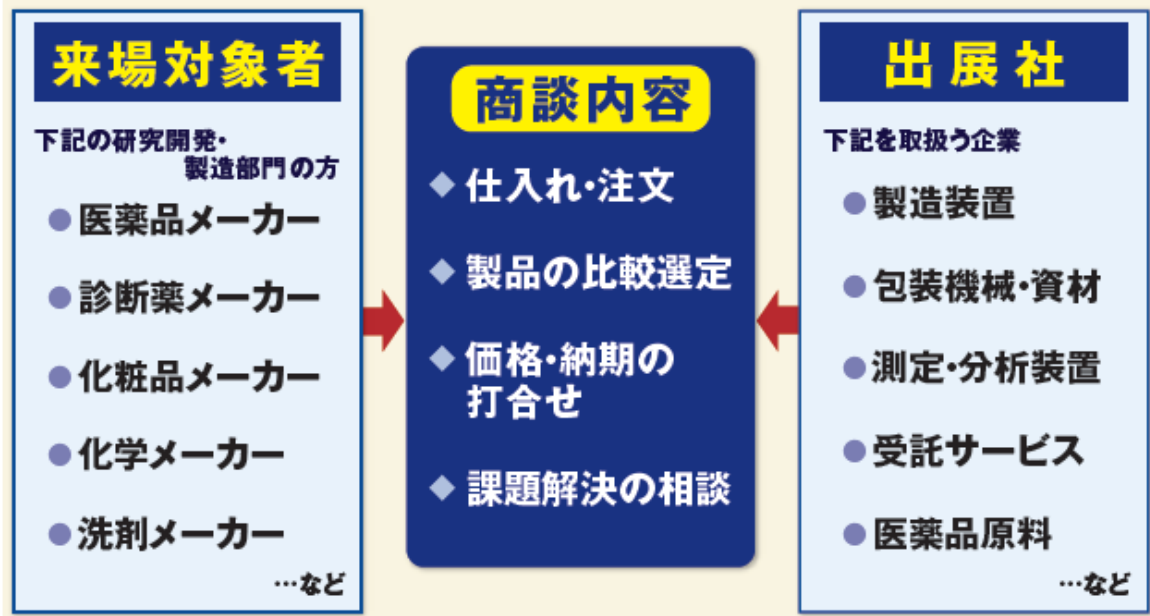 来場対象者
下記の研究開発・
製造部門の方
●医薬品メーカー
●診断薬メーカー
●化粧品メーカー
●化学メーカー
●洗剤メーカー
…など
商談内容
◆仕入れ・注文
◆製品の比較選定
◆価格・納期の
打合せ
◆課題解決の相談
出展社
下記を取扱う企業
●製造装置
●包装機械・資材
●測定・分析装置
●受託サービス
●医薬品原料
…など